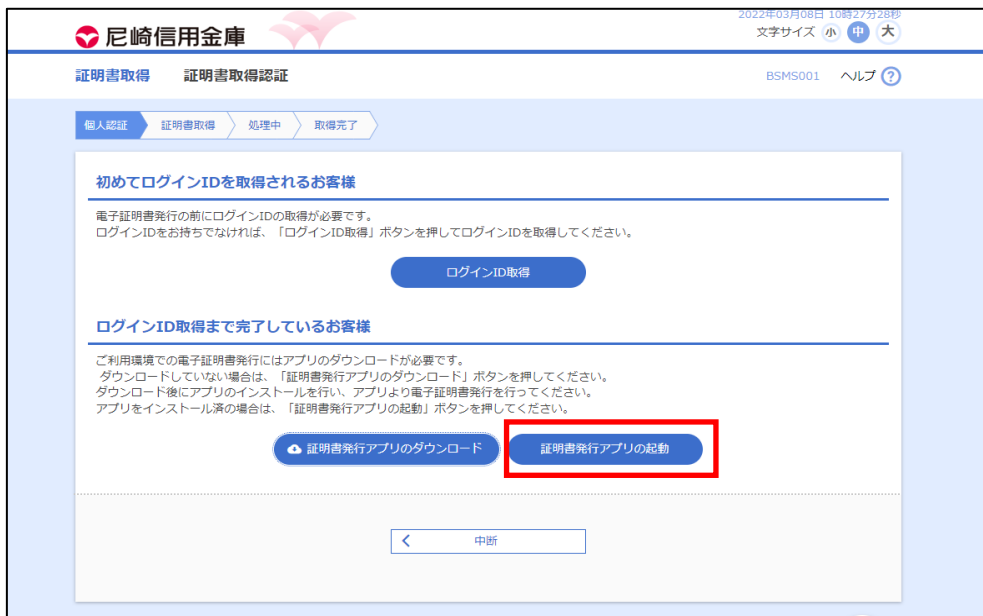 2022年03月08日 10時27分28秒
尼崎信用金庫
文字サイズ 小 中 大
証明書取得 証明書取得認証
BSMS001 ヘルプ ?
個人認証 証明書取得 処理中 取得完了
初めてログインIDを取得されるお客様
電子証明書発行の前にログインIDの取得が必要です。
ログインIDをお持ちでなければ、「ログインID取得」ボタンを押してログインIDを取得してください。
ログインID取得
ログインID取得まで完了しているお客様
ご利用環境での電子証明書発行にはアプリのダウンロードが必要です。
ダウンロードしていない場合は、「証明書発行アプリのダウンロード」ボタンを押してください。
ダウンロード後にアプリのインストールを行い、アプリより電子証明書発行を行ってください。
アプリをインストール済の場合は、「証明書発行アプリの起動」ボタンを押してください。
証明書発行アプリのダウンロード 証明書発行アプリの起動
中断